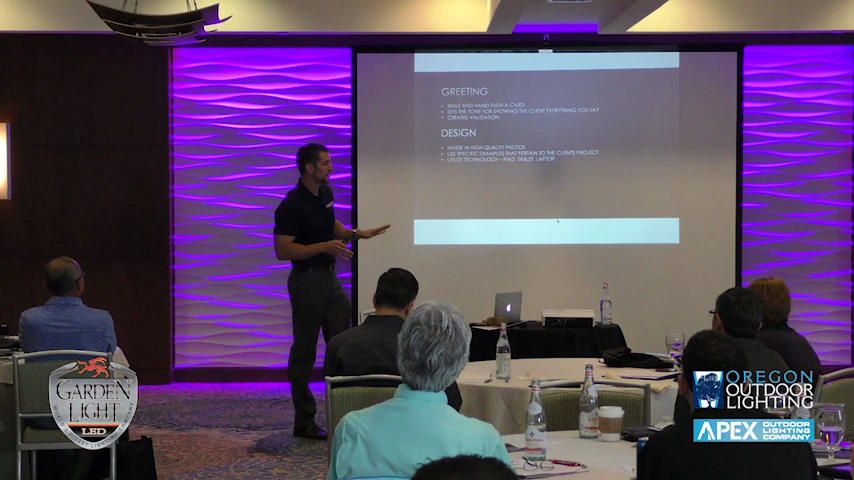 GREETING
• SMILE AND HAND THEM A CARD
• SETS THE TONE FOR SHOWING THE CLIENT EVERYTHING YOU SAY
• CREATES VALIDATION
DESIGN
• INVEST IN HIGH QUALITY PHOTOS
• USE SPECIFIC EXAMPLES THAT PERTAIN TO THE CLIENTS PROJECT
• UTILIZE TECHNOLOGY – IPAD, TABLET, LAPTOP
GARDEN
LIGHT
LED
OREGON
OUTDOOR
LIGHTING
APEX OUTDOOR
LIGHTING
COMPANY